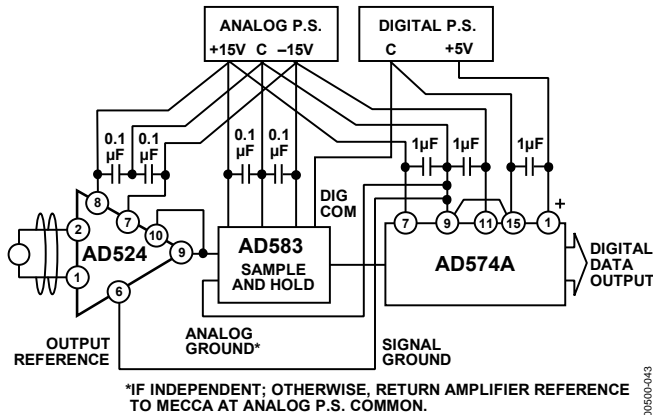 ANALOG P.S.
+15V C –15V
DIGITAL P.S.
C +5V
0.1
µF
0.1
µF
0.1
µF
0.1
µF
1µF
1µF
1µF
DIG
COM
+
8
7
10
9
2
1
6
AD524
AD583
SAMPLE
AND HOLD
7
9
11
15
1
AD574A
DIGITAL
DATA
OUTPUT
OUTPUT
REFERENCE
ANALOG
GROUND*
SIGNAL
GROUND
*IF INDEPENDENT; OTHERWISE, RETURN AMPLIFIER REFERENCE
TO MECCA AT ANALOG P.S. COMMON.
00500-043